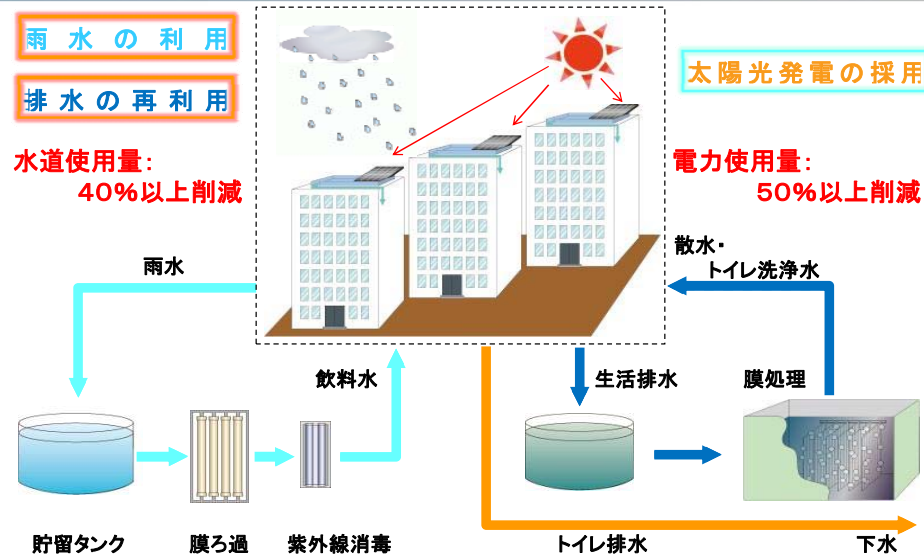 雨水の利用
排水の再利用
太陽光発電の採用
水道使用量:
40%以上削減
電力使用量:
50%以上削減
雨水
散水・
トイレ洗浄水
飲料水
生活排水
膜処理
貯留タンク
膜ろ過
紫外線消毒
トイレ排水
下水